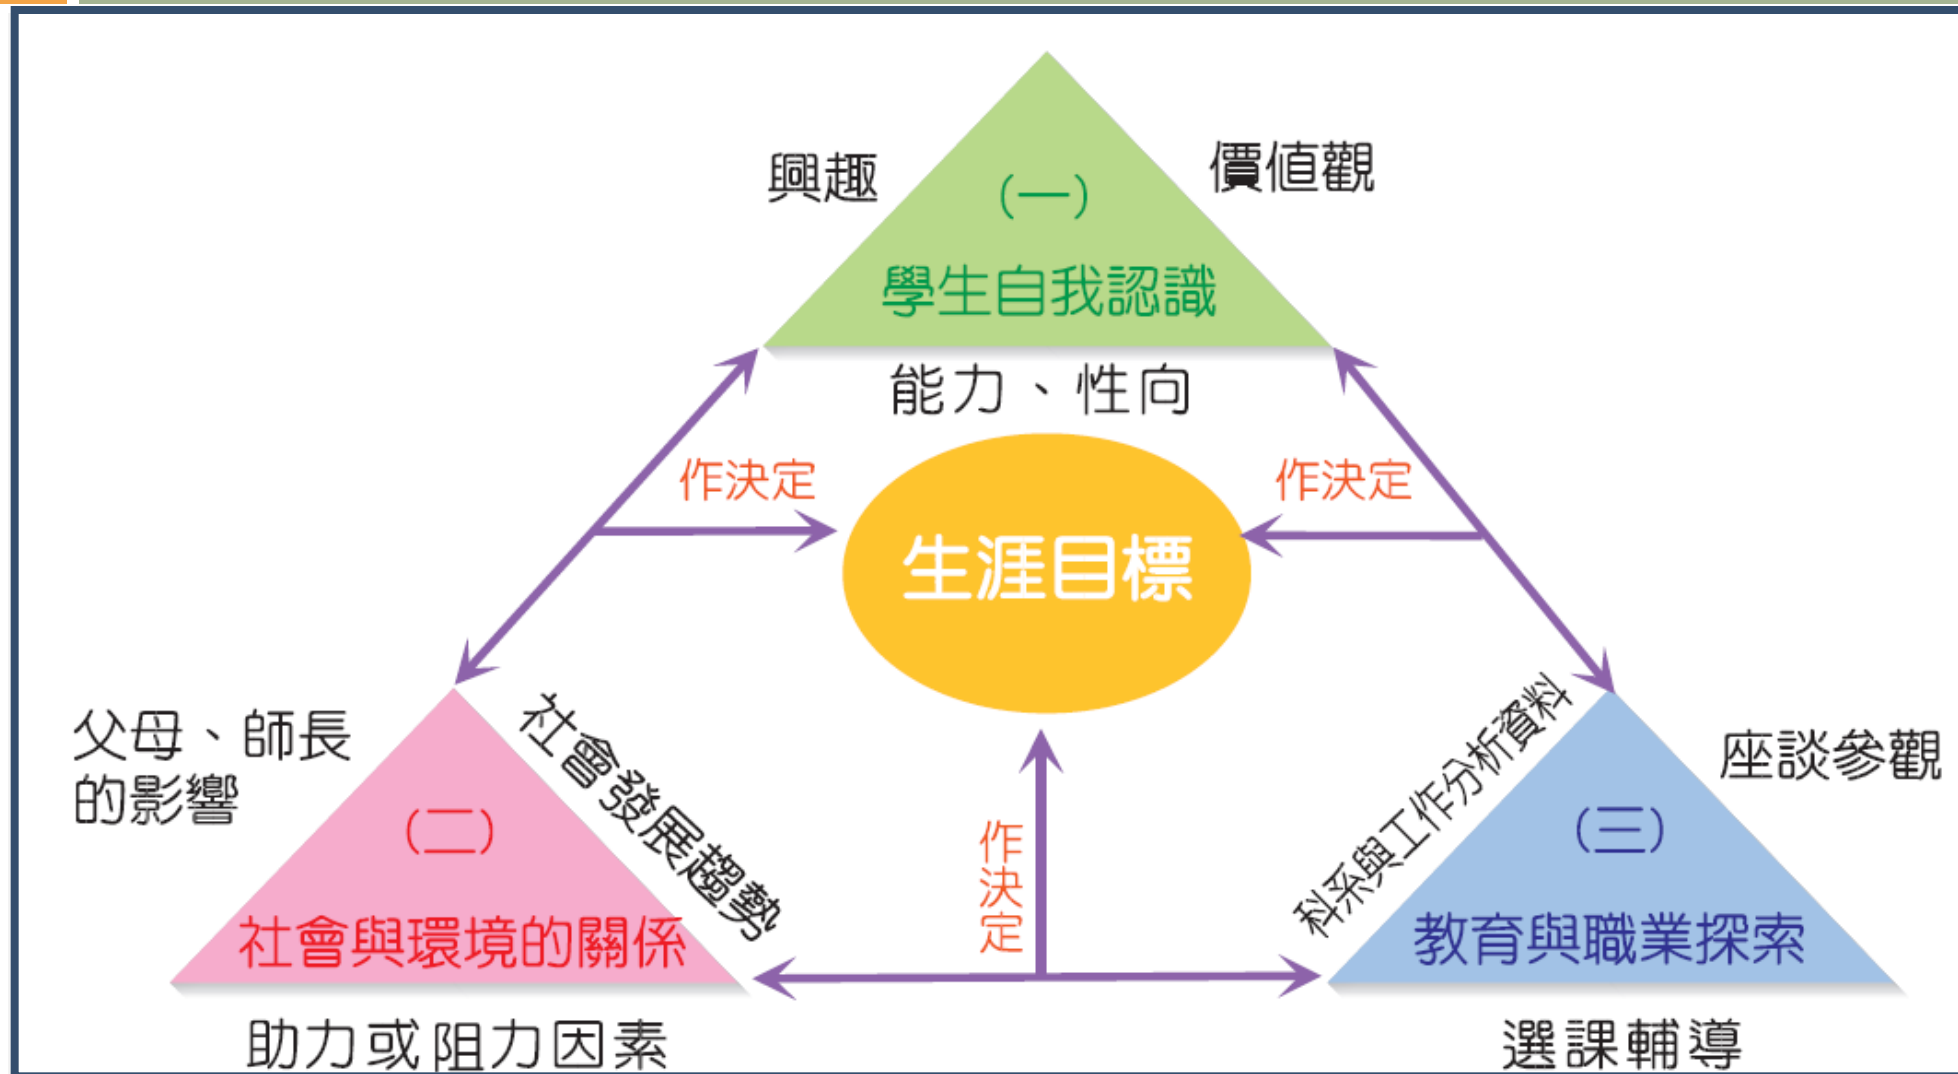 興趣
價值觀
(一)
學生自我認識
能力、性向
作決定
作決定
生涯目標
父母、師長
的影響
社會發展趨勢
(二)
社會與環境的關係
助力或阻力因素
作決定
科系與工作分析資料
座談參觀
(三)
教育與職業探索
選課輔導